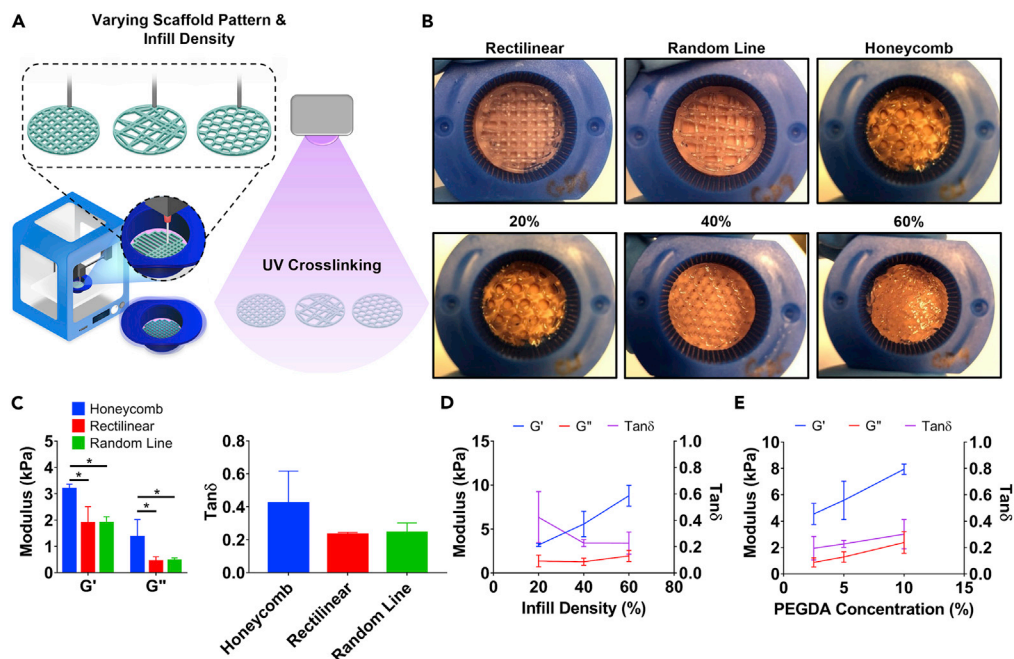 A
Varying Scaffold Pattern &
Infill Density
UV Crosslinking
B
Rectilinear
Random Line
Honeycomb
20%
40%
60%
C
Honeycomb
Rectilinear
Random Line
Modulus (kPa)
5
4
3
2
1
0
*
*
*
*
G'
G"
Tanδ
0.8
0.6
0.4
0.2
0.0
Honeycomb
Rectilinear
Random Line
D
G'
G"
Tanδ
Modulus (kPa)
15
10
5
0
1.0
0.8
0.6
0.4
0.2
0.0
Tanδ
0
20
40
60
80
Infill Density (%)
E
G'
G"
Tanδ
Modulus (kPa)
10
8
6
4
2
0
1.0
0.8
0.6
0.4
0.2
0.0
Tanδ
0
5
10
15
PEGDA Concentration (%)